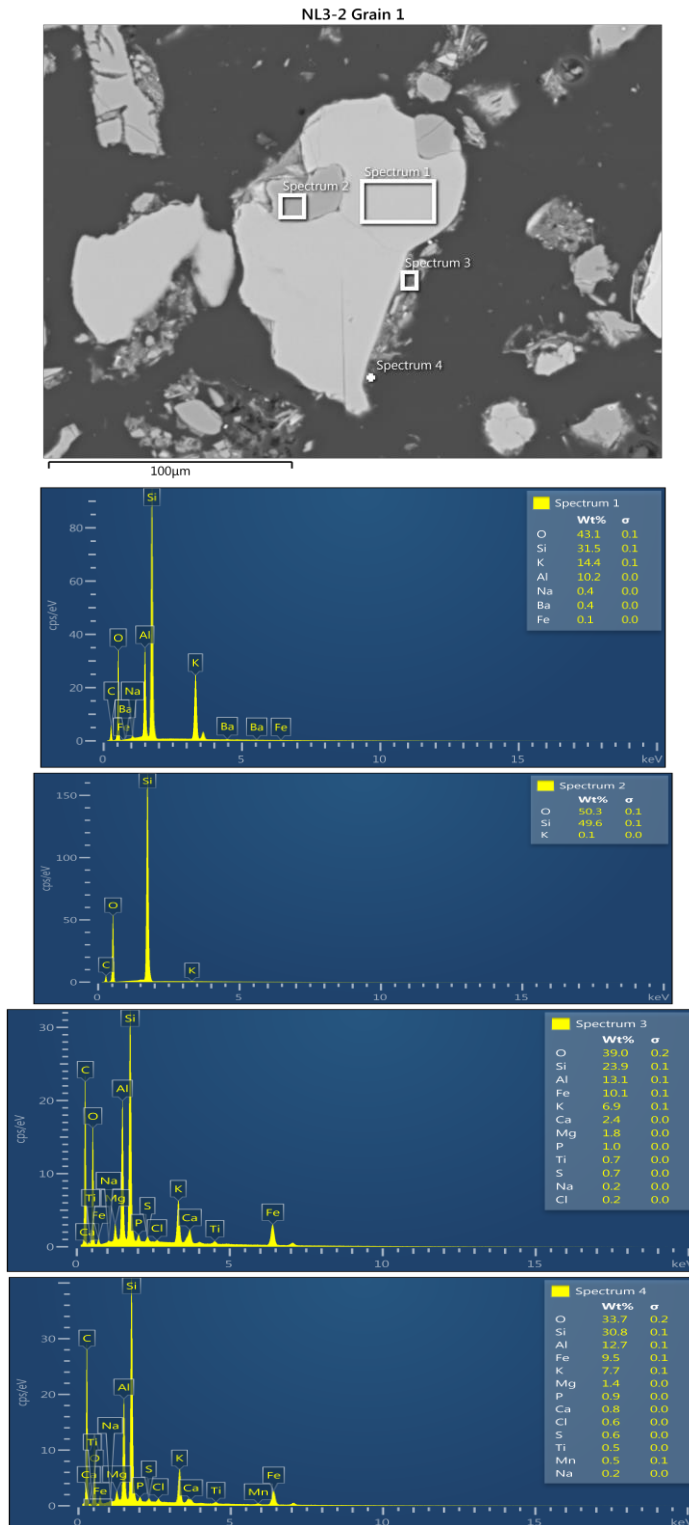 NL3-2 Grain 1
Spectrum 2
Spectrum 1
Spectrum 3
Spectrum 4
100μm
Spectrum 1
Wt% σ
O 43.1 0.1
Si 31.5 0.1
K 14.4 0.1
Al 10.2 0.0
Na 0.4 0.0
Ba 0.4 0.0
Fe 0.1 0.0
cps/eV
80
60
40
20
0
Si
O
Al
K
C
Na
Ba
Fe
Ba
Ba
Fe
0 5 10 15 keV
Spectrum 2
Wt% σ
O 50.3 0.1
Si 49.6 0.1
K 0.1 0.0
cps/eV
150
100
50
0
Si
O
C
K
0 5 10 15 keV
Spectrum 3
Wt% σ
O 39.0 0.2
Si 23.9 0.1
Al 13.1 0.1
Fe 10.1 0.1
K 6.9 0.1
Ca 2.4 0.0
Mg 1.8 0.0
P 1.0 0.0
Ti 0.7 0.0
S 0.7 0.0
Na 0.2 0.0
Cl 0.2 0.0
cps/eV
30
20
10
0
Si
C
Al
O
Na
Ti
Mg
Fe
Ca
P
S
Cl
K
Ca
Ti
Fe
0 5 10 15 keV
Spectrum 4
Wt% σ
O 33.7 0.2
Si 30.8 0.1
Al 12.7 0.1
Fe 9.5 0.1
K 7.7 0.1
Mg 1.4 0.0
P 0.9 0.0
Ca 0.8 0.0
Cl 0.6 0.0
S 0.6 0.0
Ti 0.5 0.0
Mn 0.5 0.1
Na 0.2 0.0
cps/eV
30
20
10
0
Si
C
Al
Na
Ti
O
Ca
Mg
Fe
P
S
Cl
K
Ca
Ti
Mn
Fe
0 5 10 15 keV